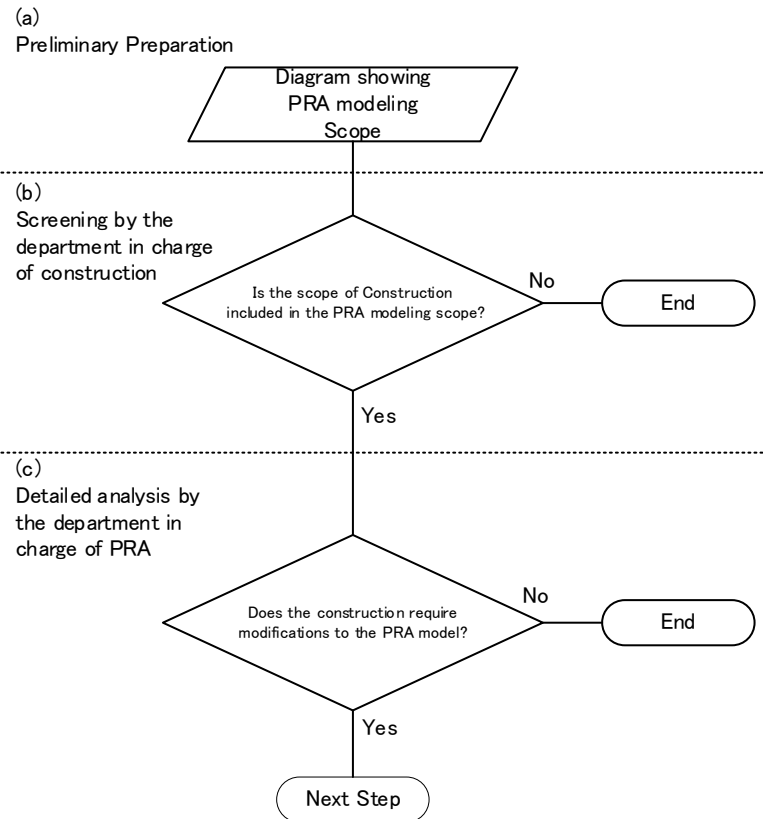 (a)
Preliminary Preparation
Diagram showing
PRA modeling
Scope
(b)
Screening by the
department in charge
of construction
Is the scope of Construction
included in the PRA modeling scope?
No
End
Yes
(c)
Detailed analysis by
the department in
charge of PRA
Does the construction require
modifications to the PRA model?
No
End
Yes
Next Step